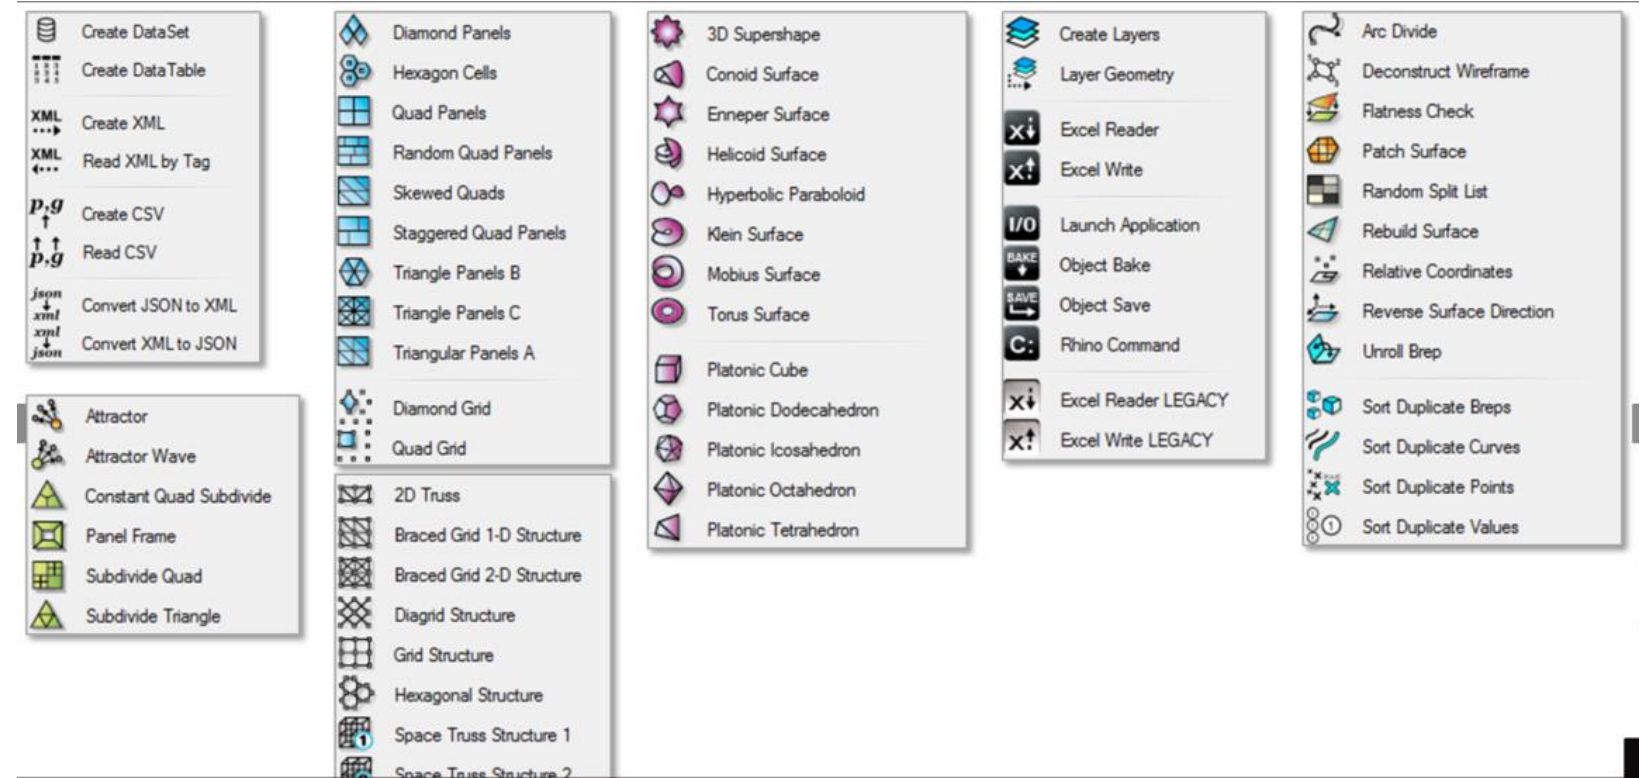 Create DataSet
Create DataTable
XML Create XML
XML Read XML by Tag
p,g Create CSV
p,g Read CSV
json xml Convert JSON to XML
xml json Convert XML to JSON
Attractor
Attractor Wave
Constant Quad Subdivide
Panel Frame
Subdivide Quad
Subdivide Triangle
Diamond Panels
Hexagon Cells
Quad Panels
Random Quad Panels
Skewed Quads
Staggered Quad Panels
Triangle Panels B
Triangle Panels C
Triangular Panels A
Diamond Grid
Quad Grid
2D Truss
Braced Grid 1-D Structure
Braced Grid 2-D Structure
Diagrid Structure
Grid Structure
Hexagonal Structure
1 Space Truss Structure 1
Space Truss Structure 2
3D Supershape
Conoid Surface
Enneper Surface
Helicoid Surface
Hyperbolic Paraboloid
Klein Surface
Mobius Surface
Torus Surface
Platonic Cube
Platonic Dodecahedron
Platonic Icosahedron
Platonic Octahedron
Platonic Tetrahedron
Create Layers
Layer Geometry
X Excel Reader
X Excel Write
I/O Launch Application
BAKE Object Bake
SAVE Object Save
C: Rhino Command
X Excel Reader LEGACY
X Excel Write LEGACY
Arc Divide
Deconstruct Wireframe
Flatness Check
Patch Surface
Random Split List
Rebuild Surface
Relative Coordinates
Reverse Surface Direction
Unroll Brep
Sort Duplicate Breps
Sort Duplicate Curves
Sort Duplicate Points
1 Sort Duplicate Values